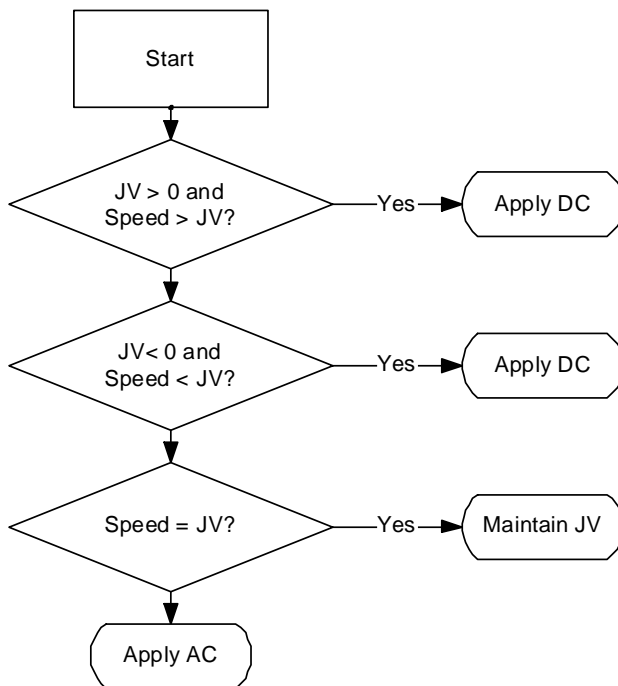 Start
JV > 0 and
Speed > JV?
Yes
Apply DC
JV< 0 and
Speed < JV?
Yes
Apply DC
Speed = JV?
Yes
Maintain JV
Apply AC